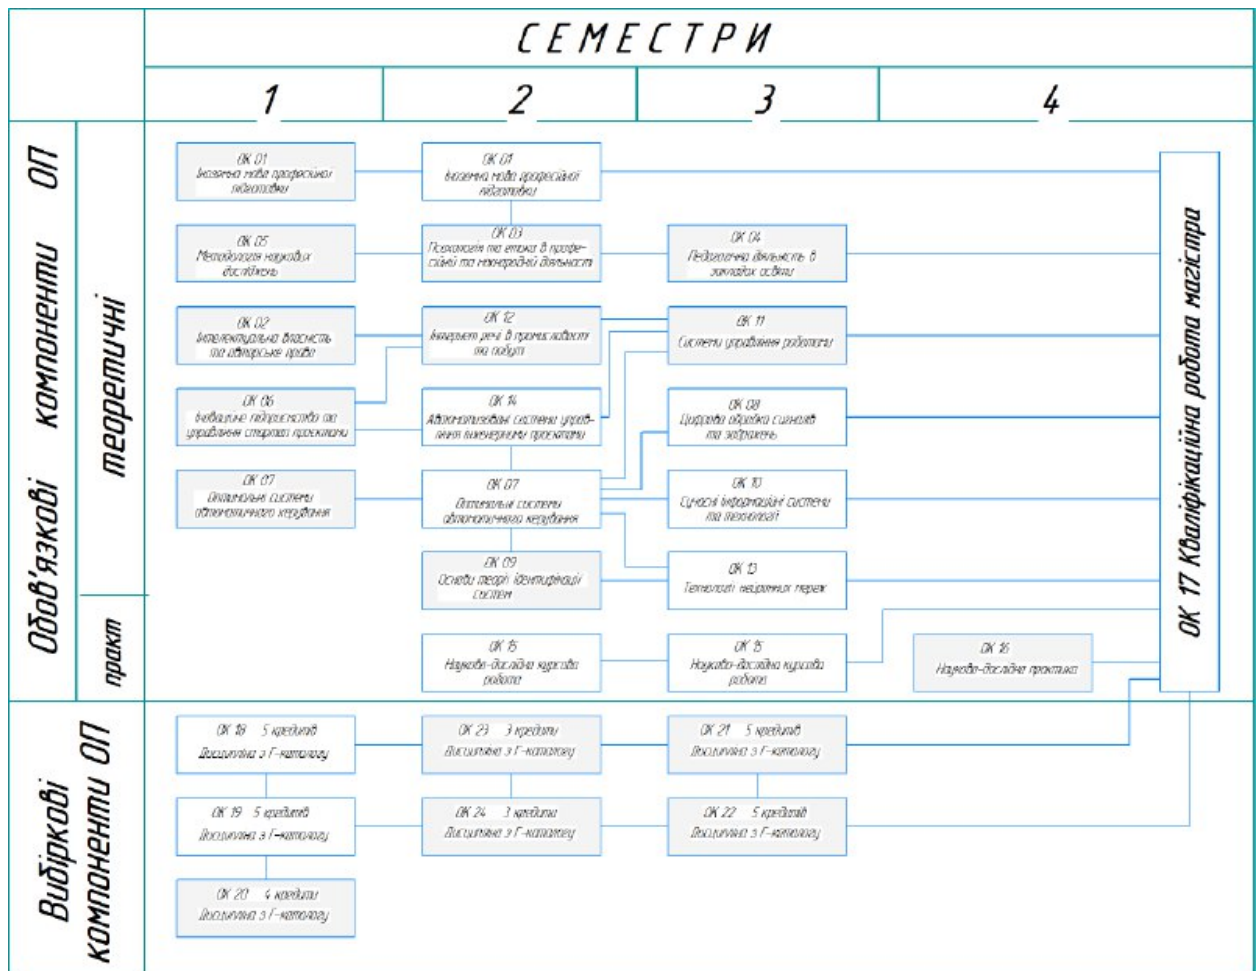 СЕМЕСТРИ
1
2
3
4
Обов'язкові компоненти ОП
теоретичні
практ
ОК 01
Іноземна мова професійної
підготовки
ОК 01
Іноземна мова професійної
підготовки
ОК 05
Методологія наукових
досліджень
ОК 03
Психологія та етика в профе-
сійній та міжнародній діяльності
ОК 04
Педагогічна діяльність в
закладах освіти
ОК 02
Інтелектуальна власність
та авторське право
ОК 12
Інтернет речі в промисловості
та побуті
ОК 11
Системи управління роботами
ОК 06
Іноваційне підприємство та
управління стартап проєктами
ОК 14
Автоматизовані системи управ-
ління інженерними проєктами
ОК 08
Цифрова обробка сигналів
та зображень
ОК 07
Оптимальні системи
автоматичного керування
ОК 07
Оптимальні системи
автоматичного керування
ОК 10
Сучасні інформаційні системи
та технології
ОК 09
Основи теорії ідентифікації
систем
ОК 13
Технології нейронних мереж
ОК 15
Науково-дослідна курсова
робота
ОК 15
Науково-дослідна курсова
робота
ОК 16
Науково-дослідна практика
ОК 17 Кваліфікаційна робота магістра
Вибіркові
компоненти ОП
ОК 18 5 кредитів
Дисципліна з Г-каталогу
ОК 23 3 кредити
Дисципліна з Г-каталогу
ОК 21 5 кредитів
Дисципліна з Г-каталогу
ОК 19 5 кредитів
Дисципліна з Г-каталогу
ОК 24 3 кредити
Дисципліна з Г-каталогу
ОК 22 5 кредитів
Дисципліна з Г-каталогу
ОК 20 4 кредити
Дисципліна з Г-каталогу